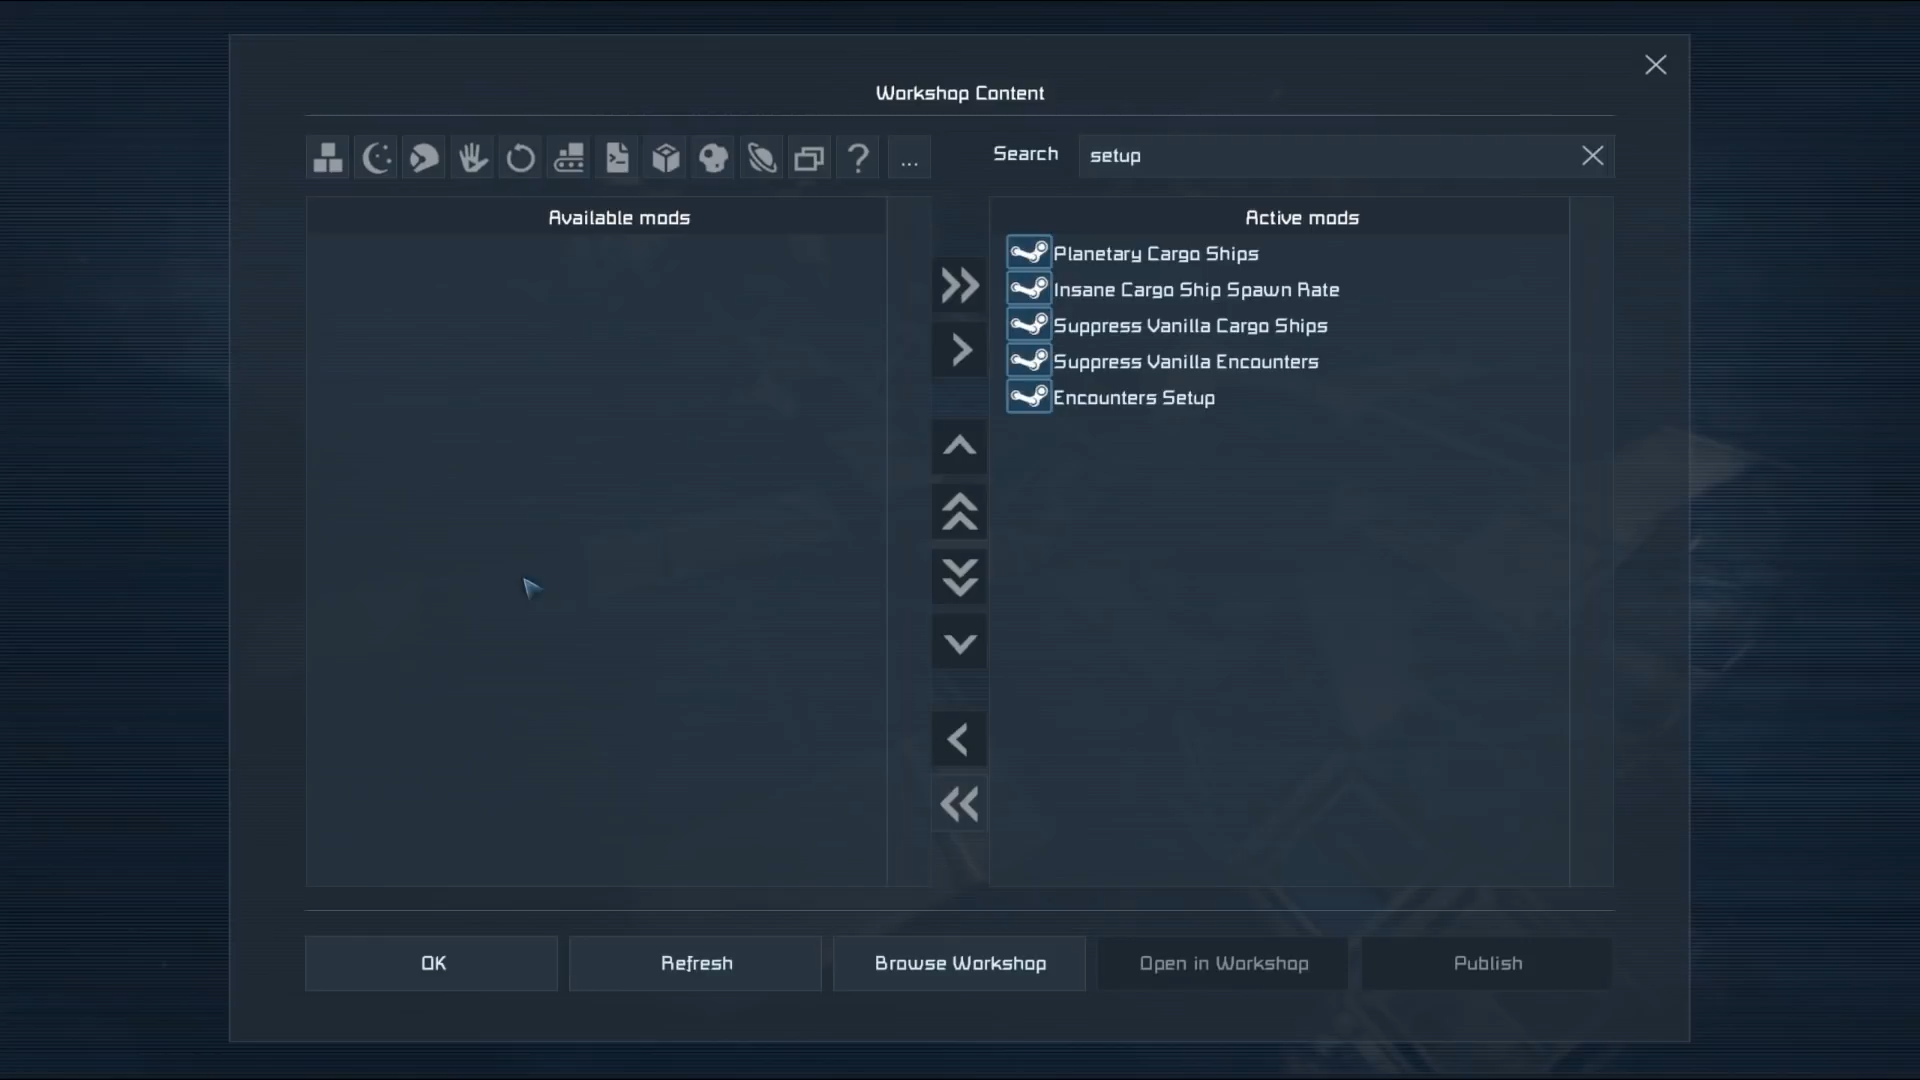 Workshop Content
...
Search
setup
Available mods
Active mods
Planetary Cargo Ships
Insane Cargo Ship Spawn Rate
Suppress Vanilla Cargo Ships
Suppress Vanilla Encounters
Encounters Setup
OK
Refresh
Browse Workshop
Open in Workshop
Publish